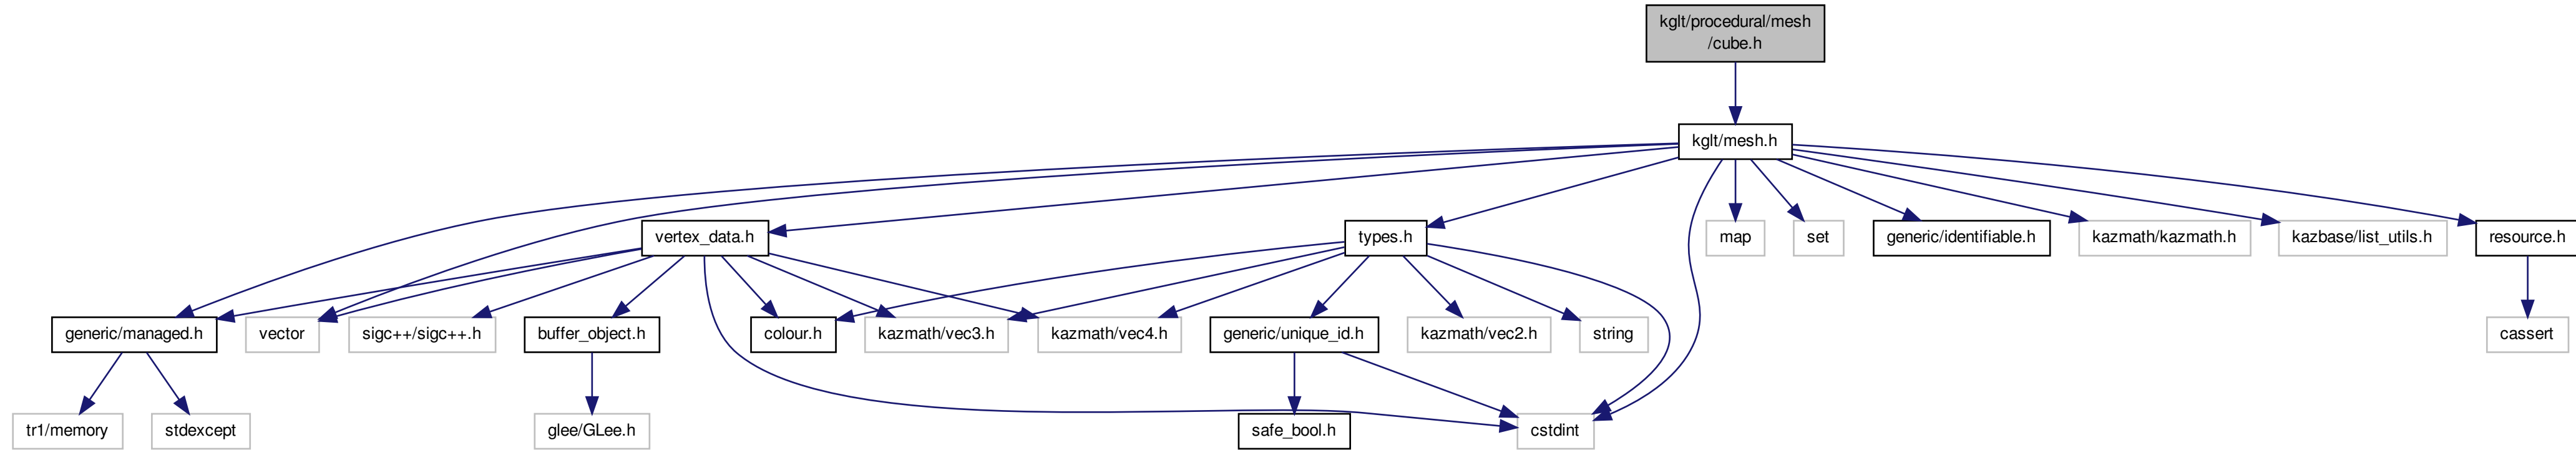 kglt/procedural/mesh
/cube.h
kglt/mesh.h
vertex_data.h
types.h
map
set
generic/identifiable.h
kazmath/kazmath.h
kazbase/list_utils.h
resource.h
generic/managed.h
vector
sigc++/sigc++.h
buffer_object.h
colour.h
kazmath/vec3.h
kazmath/vec4.h
generic/unique_id.h
kazmath/vec2.h
string
cassert
tr1/memory
stdexcept
glee/GLee.h
safe_bool.h
cstdint